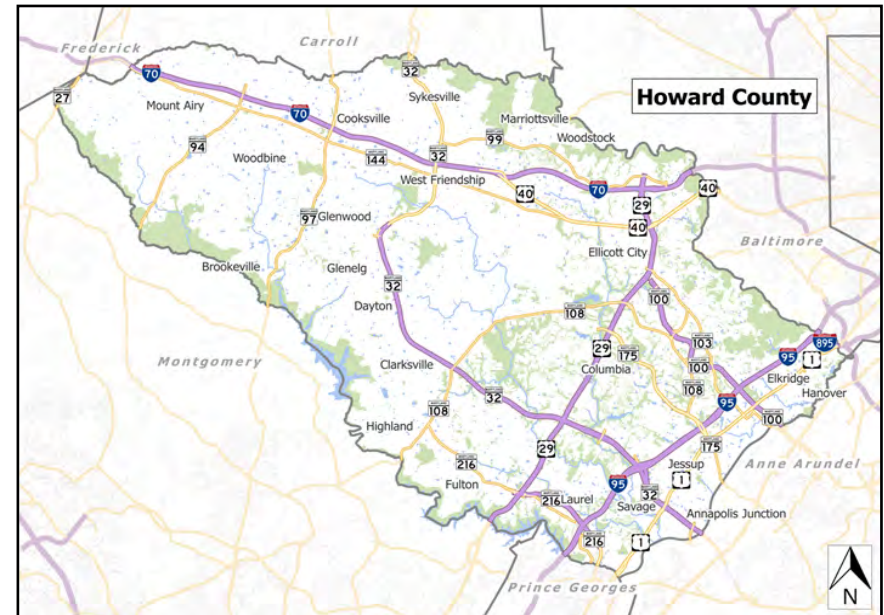 Frederick
Carroll
32
70
27
Mount Airy
Sykesville
Howard County
70
Cooksville
Marriottsville
94
99
Woodstock
Woodbine
144
32
West Friendship
40
70
40
29
97
Glenwood
40
Baltimore
Ellicott City
Brookeville
Glenelg
32
100
Dayton
108
103
895
29
175
95
1
Montgomery
Clarksville
Columbia
100
Elkridge
32
108
Hanover
108
95
100
Highland
29
175
216
Jessup
Anne Arundel
Fulton
95
1
216
Laurel
32
Savage
Annapolis Junction
216
1
Prince Georges
N